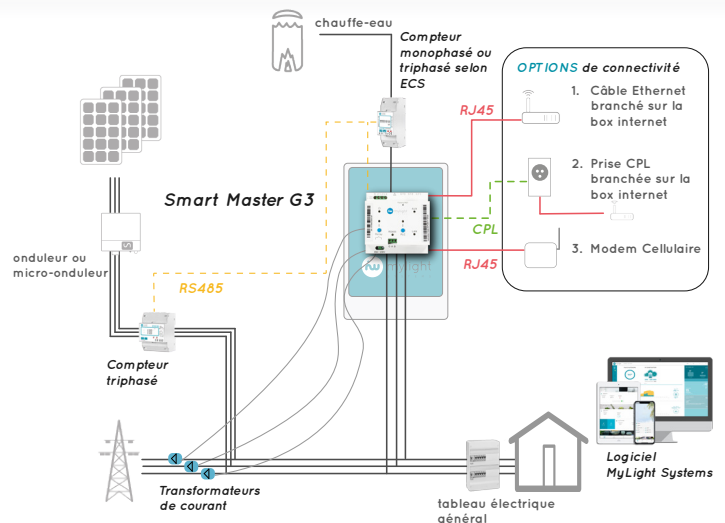 chauffe-eau
Compteur
monophasé ou
triphasé selon
ECS
OPTIONS de connectivité
1. Câble Ethernet
branché sur la
box internet
RJ45
2. Prise CPL
branchée sur la
box internet
CPL
3. Modem Cellulaire
RJ45
Smart Master G3
mylight
onduleur ou
micro-onduleur
RS485
Compteur
triphasé
Transformateurs
de courant
tableau électrique
général
Logiciel
MyLight Systems